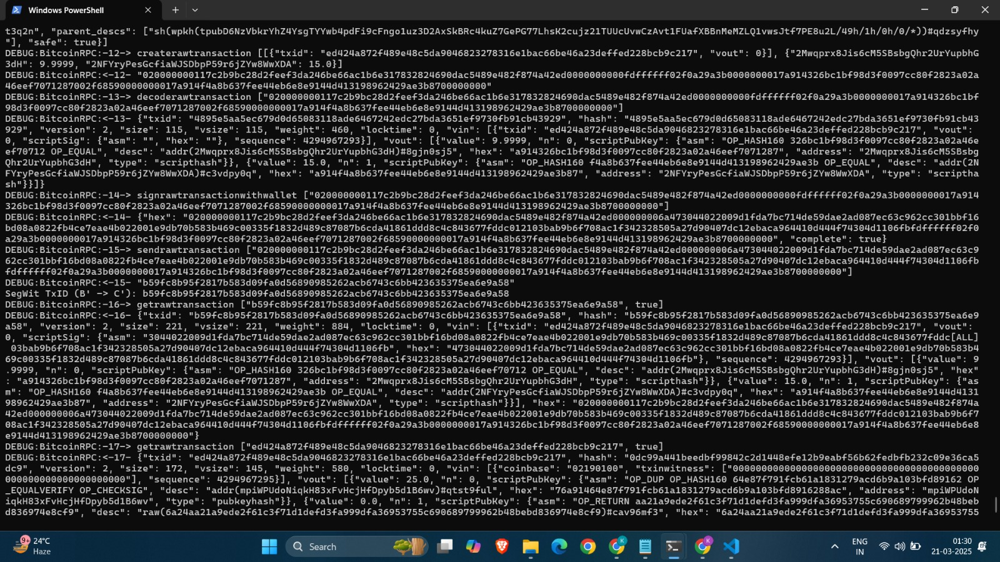 Windows PowerShell
t3q2n", "parent_descs": ["sh(wpkh(tpubD6NzVbkrYhZ4YsgTYYwb4pdFi9cFngo1uz3D2AxSkBRc4kuZ7GePG77LhsK2cujz21TUUcUvwCzAvt1FUafXBBnMeMZLQ1vwsJtf7PE8u2L/49h/1h/0h/0/*))#qdzsyfhy
"], "safe": true}]
DEBUG:BitcoinRPC:-12-> createrawtransaction [[{"txid": "ed424a872f489e48c5da9046823278316e1bac66be46a23deffed228bcb9c217", "vout": 0}], {"2Mwqprx8Jis6cM5SBsbgQhr2UrYupbhG
3dH": 9.9999, "2NFYryPesGcfiaWJSDbpP59r6jZYw8WwXDA": 15.0}]
DEBUG:BitcoinRPC:<-12- "020000000117c2b9bc28d2feef3da246be66ac1b6e317832824690dac5489e482f874a42ed0000000000fdffffff02f0a29a3b0000000017a914326bc1bf98d3f0097cc80f2823a02a
46eef7071287002f68590000000017a914f4a8b637fee44eb6e8e9144d413198962429ae3b8700000000"
DEBUG:BitcoinRPC:-13-> decoderawtransaction ["020000000117c2b9bc28d2feef3da246be66ac1b6e317832824690dac5489e482f874a42ed0000000000fdffffff02f0a29a3b0000000017a914326bc1bf
98d3f0097cc80f2823a02a46eef7071287002f68590000000017a914f4a8b637fee44eb6e8e9144d413198962429ae3b8700000000"]
DEBUG:BitcoinRPC:<-13- {"txid": "4895e5aa5ec679d0d65083118ade6467242edc27bda3651ef9730fb91cb43929", "hash": "4895e5aa5ec679d0d65083118ade6467242edc27bda3651ef9730fb91cb43
929", "version": 2, "size": 115, "vsize": 115, "weight": 460, "locktime": 0, "vin": [{"txid": "ed424a872f489e48c5da9046823278316e1bac66be46a23deffed228bcb9c217", "vout":
0, "scriptSig": {"asm": "", "hex": ""}, "sequence": 4294967293}], "vout": [{"value": 9.9999, "n": 0, "scriptPubKey": {"asm": "OP_HASH160 326bc1bf98d3f0097cc80f2823a02a46e
ef70712 OP_EQUAL", "desc": "addr(2Mwqprx8Jis6cM5SBsbgQhr2UrYupbhG3dH)#8gjn0sj5", "hex": "a914326bc1bf98d3f0097cc80f2823a02a46eef7071287", "address": "2Mwqprx8Jis6cM5SBsbg
Qhr2UrYupbhG3dH", "type": "scripthash"}}, {"value": 15.0, "n": 1, "scriptPubKey": {"asm": "OP_HASH160 f4a8b637fee44eb6e8e9144d413198962429ae3b OP_EQUAL", "desc": "addr(2N
FYryPesGcfiaWJSDbpP59r6jZYw8WwXDA)#c3vdpy0q", "hex": "a914f4a8b637fee44eb6e8e9144d413198962429ae3b87", "address": "2NFYryPesGcfiaWJSDbpP59r6jZYw8WwXDA", "type": "scriptha
sh"}}]}
DEBUG:BitcoinRPC:-14-> signrawtransactionwithwallet ["020000000117c2b9bc28d2feef3da246be66ac1b6e317832824690dac5489e482f874a42ed0000000000fdffffff02f0a29a3b0000000017a914
326bc1bf98d3f0097cc80f2823a02a46eef7071287002f68590000000017a914f4a8b637fee44eb6e8e9144d413198962429ae3b8700000000"]
DEBUG:BitcoinRPC:<-14- {"hex": "020000000117c2b9bc28d2feef3da246be66ac1b6e317832824690dac5489e482f874a42ed000000006a473044022009d1fda7bc714de59dae2ad087ec63c962cc301bbf16
bd08a0822fb4ce7eae4b022001e9db70b583b469c00335f1832d489c87087b6cda41861ddd8c4c843677fddc012103bab9b6f708ac1f342328505a27d90407dc12ebaca964410d444f74304d1106fbfdffffff02f0
a29a3b0000000017a914326bc1bf98d3f0097cc80f2823a02a46eef7071287002f68590000000017a914f4a8b637fee44eb6e8e9144d413198962429ae3b8700000000", "complete": true}
DEBUG:BitcoinRPC:-15-> sendrawtransaction ["020000000117c2b9bc28d2feef3da246be66ac1b6e317832824690dac5489e482f874a42ed000000006a473044022009d1fda7bc714de59dae2ad087ec63c9
62cc301bbf16bd08a0822fb4ce7eae4b022001e9db70b583b469c00335f1832d489c87087b6cda41861ddd8c4c843677fddc012103bab9b6f708ac1f342328505a27d90407dc12ebaca964410d444f74304d1106fb
fdffffff02f0a29a3b0000000017a914326bc1bf98d3f0097cc80f2823a02a46eef7071287002f68590000000017a914f4a8b637fee44eb6e8e9144d413198962429ae3b8700000000"]
DEBUG:BitcoinRPC:<-15- "b59fc8b95f2817b583d09fa0d56890985262acb6743c6bb423635375ea6e9a58"
SegWit TxID (B' -> C'): b59fc8b95f2817b583d09fa0d56890985262acb6743c6bb423635375ea6e9a58
DEBUG:BitcoinRPC:-16-> getrawtransaction ["b59fc8b95f2817b583d09fa0d56890985262acb6743c6bb423635375ea6e9a58", true]
DEBUG:BitcoinRPC:<-16- {"txid": "b59fc8b95f2817b583d09fa0d56890985262acb6743c6bb423635375ea6e9a58", "hash": "b59fc8b95f2817b583d09fa0d56890985262acb6743c6bb423635375ea6e9
a58", "version": 2, "size": 221, "vsize": 221, "weight": 884, "locktime": 0, "vin": [{"txid": "ed424a872f489e48c5da9046823278316e1bac66be46a23deffed228bcb9c217", "vout":
0, "scriptSig": {"asm": "3044022009d1fda7bc714de59dae2ad087ec63c962cc301bbf16bd08a0822fb4ce7eae4b022001e9db70b583b469c00335f1832d489c87087b6cda41861ddd8c4c843677fddc[ALL]
 03bab9b6f708ac1f342328505a27d90407dc12ebaca964410d444f74304d1106fb", "hex": "473044022009d1fda7bc714de59dae2ad087ec63c962cc301bbf16bd08a0822fb4ce7eae4b022001e9db70b583b4
69c00335f1832d489c87087b6cda41861ddd8c4c843677fddc012103bab9b6f708ac1f342328505a27d90407dc12ebaca964410d444f74304d1106fb"}, "sequence": 4294967293}], "vout": [{"value": 9
.9999, "n": 0, "scriptPubKey": {"asm": "OP_HASH160 326bc1bf98d3f0097cc80f2823a02a46eef70712 OP_EQUAL", "desc": "addr(2Mwqprx8Jis6cM5SBsbgQhr2UrYupbhG3dH)#8gjn0sj5", "hex"
: "a914326bc1bf98d3f0097cc80f2823a02a46eef7071287", "address": "2Mwqprx8Jis6cM5SBsbgQhr2UrYupbhG3dH", "type": "scripthash"}}, {"value": 15.0, "n": 1, "scriptPubKey": {"as
m": "OP_HASH160 f4a8b637fee44eb6e8e9144d413198962429ae3b OP_EQUAL", "desc": "addr(2NFYryPesGcfiaWJSDbpP59r6jZYw8WwXDA)#c3vdpy0q", "hex": "a914f4a8b637fee44eb6e8e9144d4131
98962429ae3b87", "address": "2NFYryPesGcfiaWJSDbpP59r6jZYw8WwXDA", "type": "scripthash"}}], "hex": "020000000117c2b9bc28d2feef3da246be66ac1b6e317832824690dac5489e482f874a
42ed000000006a473044022009d1fda7bc714de59dae2ad087ec63c962cc301bbf16bd08a0822fb4ce7eae4b022001e9db70b583b469c00335f1832d489c87087b6cda41861ddd8c4c843677fddc012103bab9b6f7
08ac1f342328505a27d90407dc12ebaca964410d444f74304d1106fbfdffffff02f0a29a3b0000000017a914326bc1bf98d3f0097cc80f2823a02a46eef7071287002f68590000000017a914f4a8b637fee44eb6e8
e9144d413198962429ae3b8700000000"}
DEBUG:BitcoinRPC:-17-> getrawtransaction ["ed424a872f489e48c5da9046823278316e1bac66be46a23deffed228bcb9c217", true]
DEBUG:BitcoinRPC:<-17- {"txid": "ed424a872f489e48c5da9046823278316e1bac66be46a23deffed228bcb9c217", "hash": "0dc99a441beedbf99842c2d1448efe12b9eabf56b62fedbfb232c09e36ca5
dc9", "version": 2, "size": 172, "vsize": 145, "weight": 580, "locktime": 0, "vin": [{"coinbase": "02190100", "txinwitness": ["00000000000000000000000000000000000000000000
00000000000000000000"], "sequence": 4294967295}], "vout": [{"value": 25.0, "n": 0, "scriptPubKey": {"asm": "OP_DUP OP_HASH160 64e87f791fcb61a1831279acd6b9a103bfd89162 OP
_EQUALVERIFY OP_CHECKSIG", "desc": "addr(mpiWPUdoNiqkH83xFvHcjHfDpyb5d1B6wv)#qtst9ful", "hex": "76a91464e87f791fcb61a1831279acd6b9a103bfd8916288ac", "address": "mpiWPUdoN
iqkH83xFvHcjHfDpyb5d1B6wv", "type": "pubkeyhash"}}, {"value": 0.0, "n": 1, "scriptPubKey": {"asm": "OP_RETURN aa21a9ede2f61c3f71d1defd3fa999dfa36953755c690689799962b48beb
d836974e8cf9", "desc": "raw(6a24aa21a9ede2f61c3f71d1defd3fa999dfa36953755c690689799962b48bebd836974e8cf9)#cav96mf3", "hex": "6a24aa21a9ede2f61c3f71d1defd3fa999dfa36953755
9+
24°C
Haze
Search
K
K
ENG
IN
01:30
21-03-2025